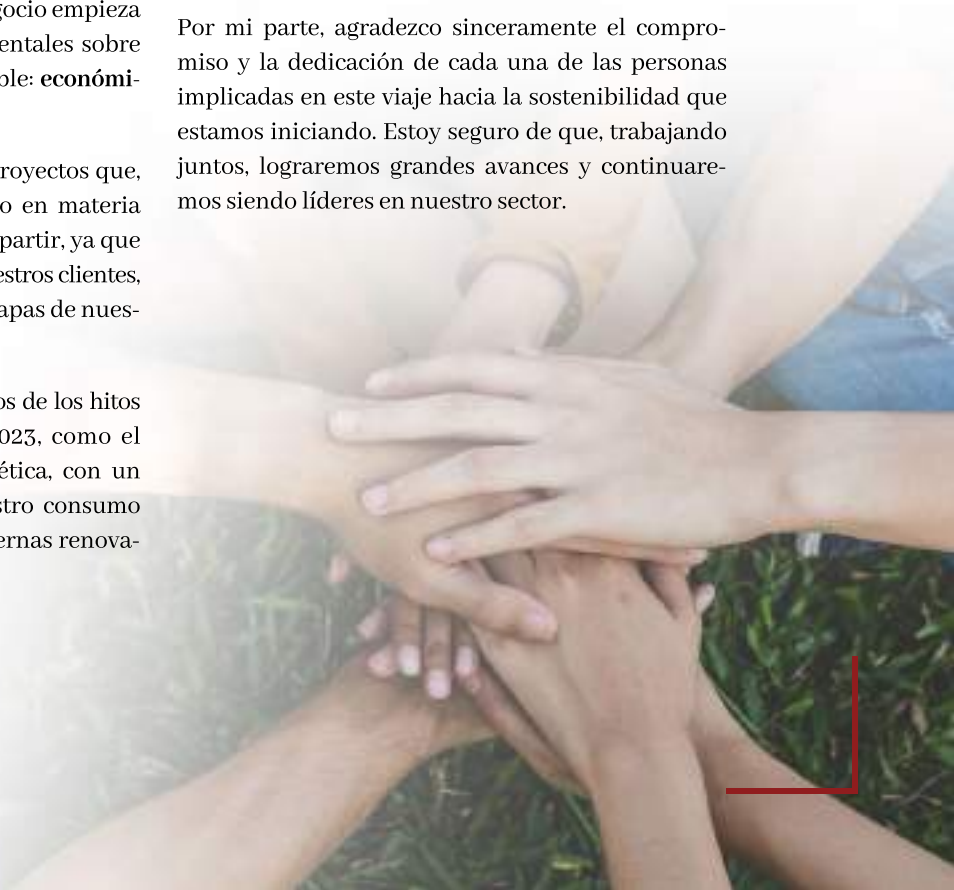 gocio empieza
entales sobre
ble: económi-
royectos que,
o en materia
partir, ya que
estros clientes,
apas de nues-
os de los hitos
023, como el
ética, con un
stro consumo
ernas renova-
Por mi parte, agradezco sinceramente el compro-
miso y la dedicación de cada una de las personas
implicadas en este viaje hacia la sostenibilidad que
estamos iniciando. Estoy seguro de que, trabajando
juntos, lograremos grandes avances y continuare-
mos siendo líderes en nuestro sector.